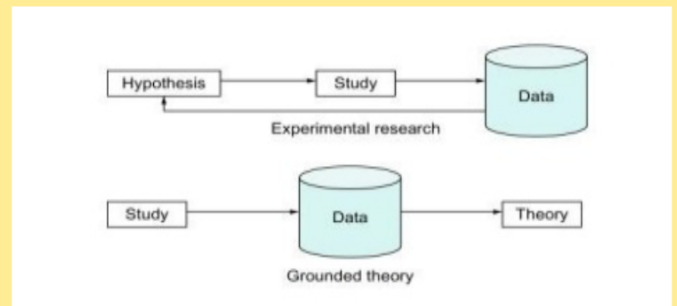 Hypothesis
Study
Data
Experimental research
Study
Data
Theory
Grounded theory